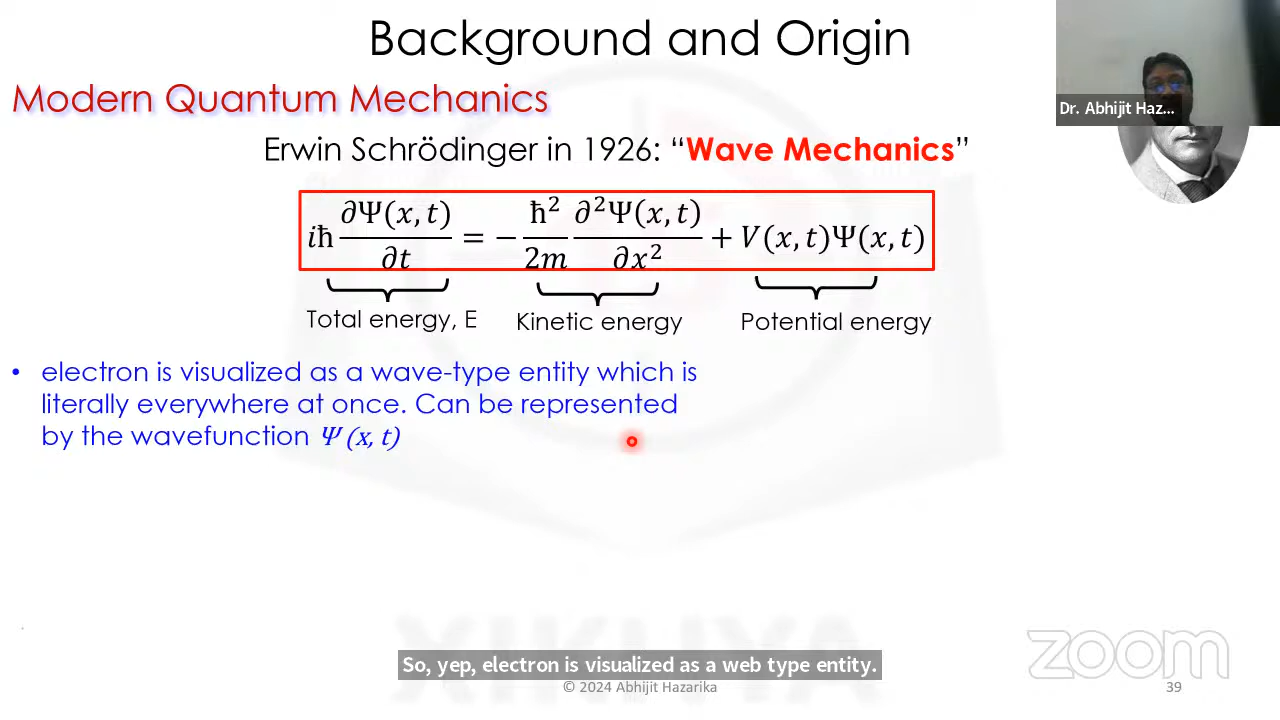 Background and Origin
Dr. Abhijit Haz...
Modern Quantum Mechanics
Erwin Schrödinger in 1926: “Wave Mechanics”
iħ ∂Ψ(x, t)/∂t = − ħ²/2m ∂²Ψ(x, t)/∂x² + V(x, t)Ψ(x, t)
Total energy, E Kinetic energy Potential energy
• electron is visualized as a wave-type entity which is
literally everywhere at once. Can be represented
by the wavefunction Ψ (x, t)
XIKHYA
zoom
So, yep, electron is visualized as a web type entity.
© 2024 Abhijit Hazarika
39